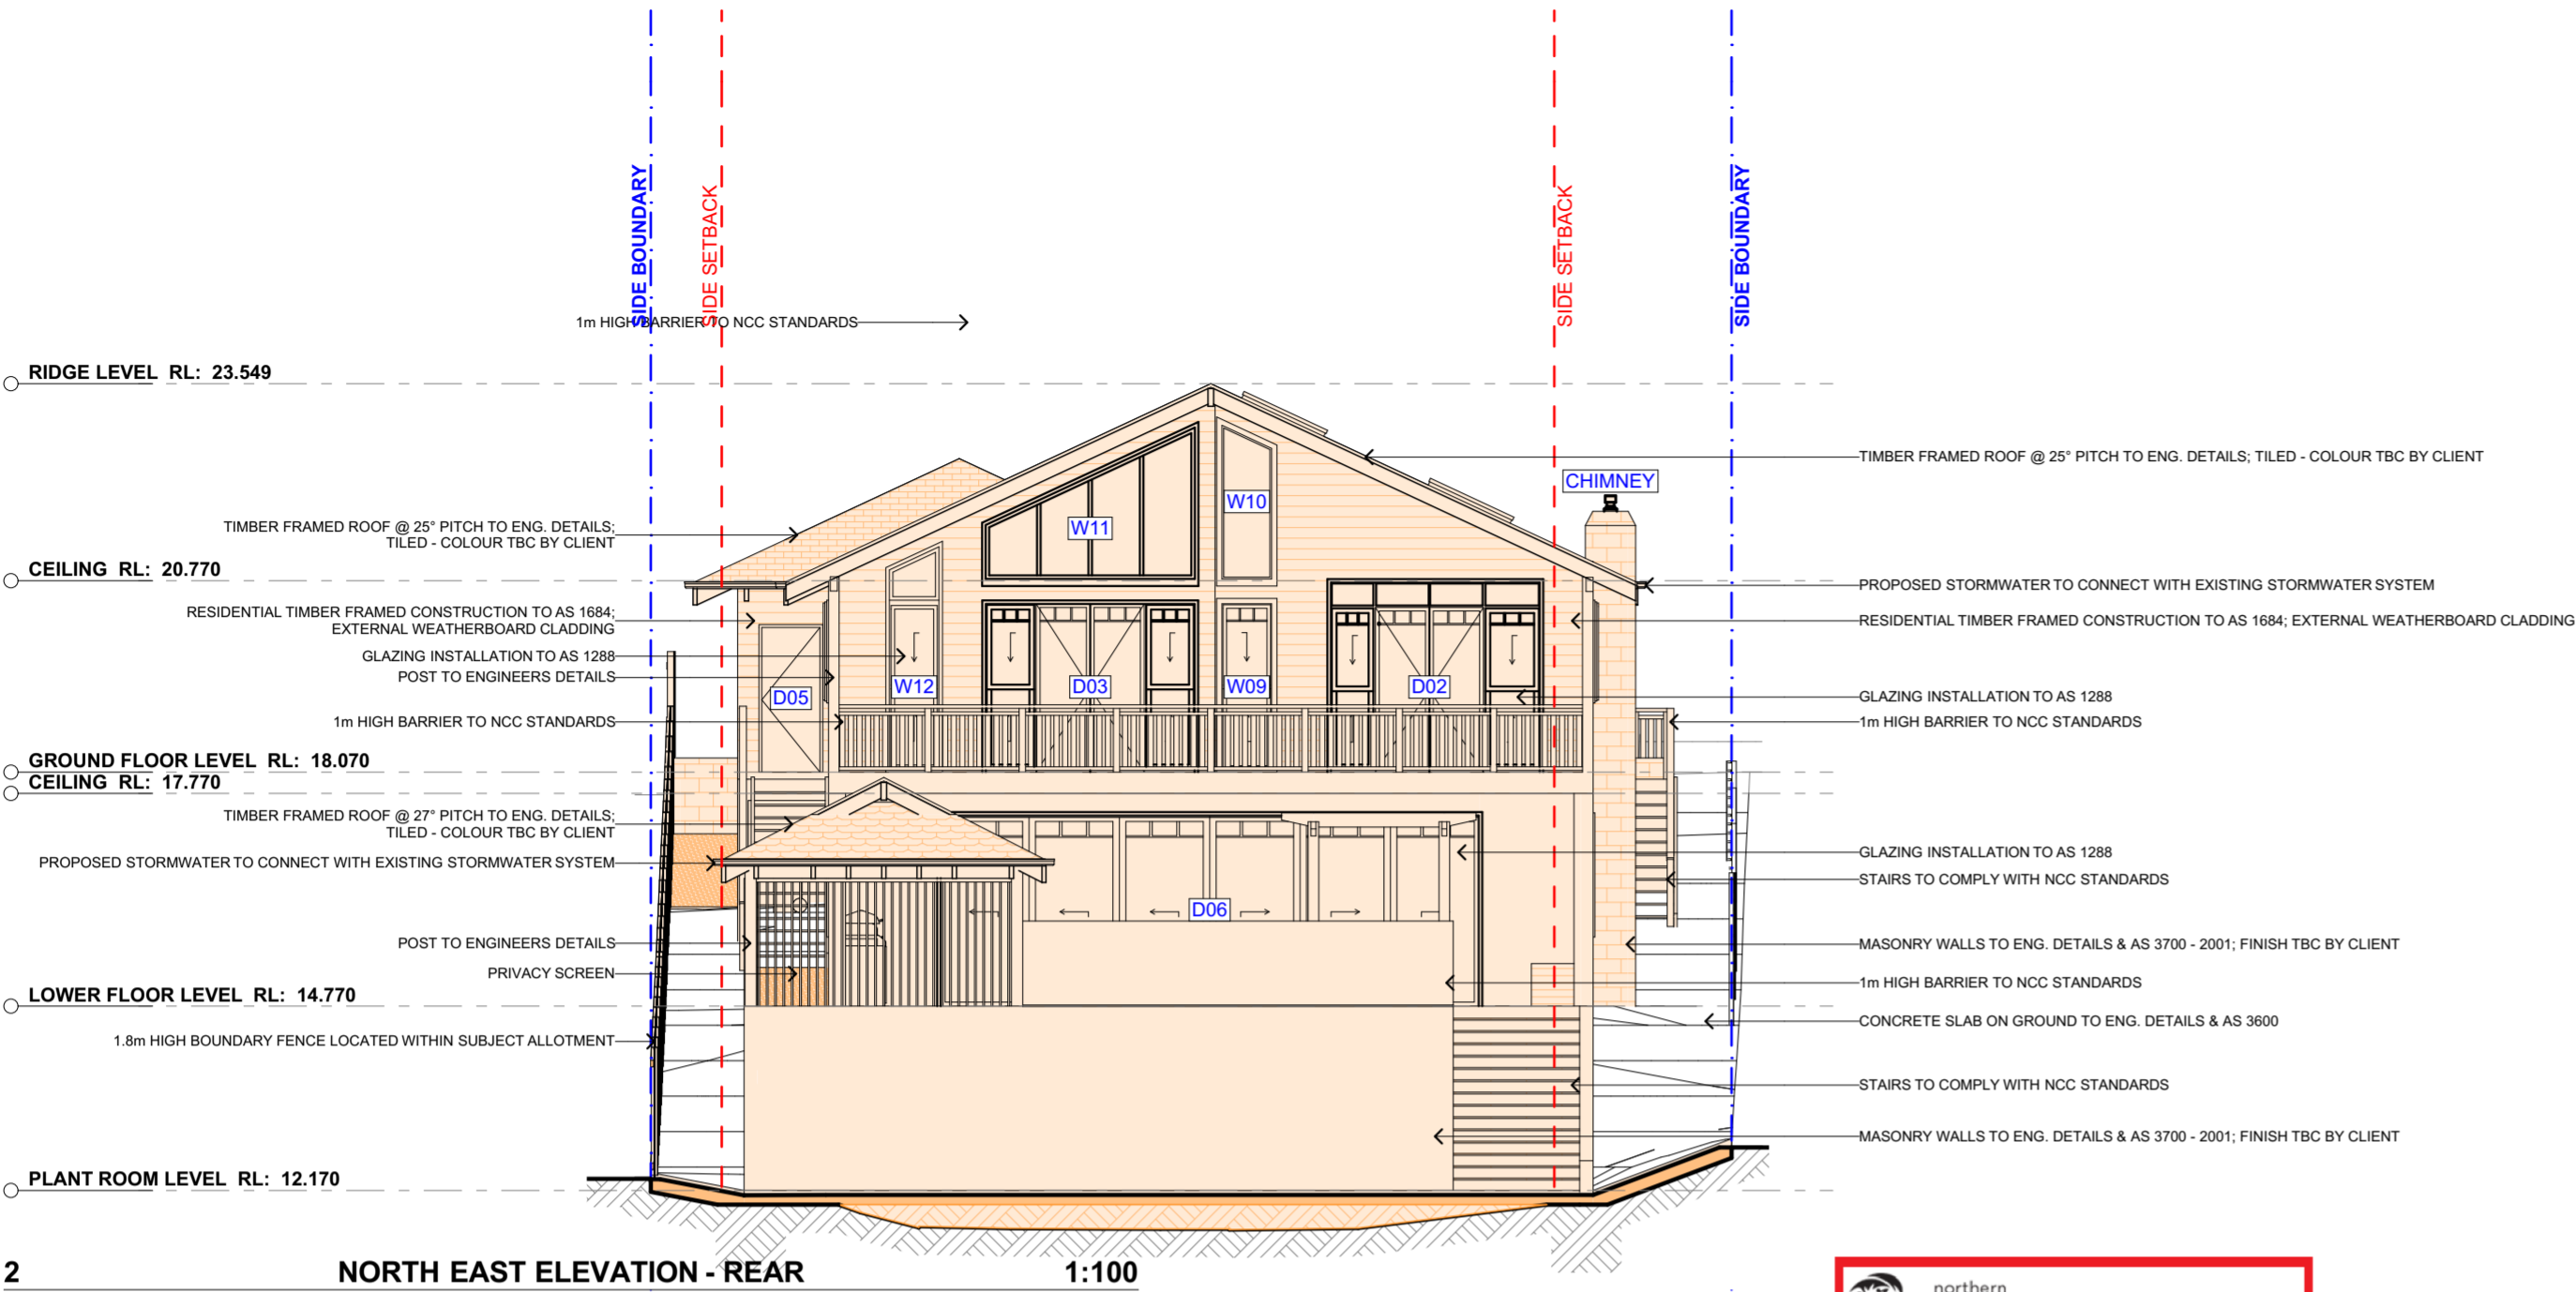 SIDE BOUNDARY
SIDE SETBACK
SIDE SETBACK
SIDE BOUNDARY
1m HIGH BARRIER TO NCC STANDARDS
RIDGE LEVEL RL: 23.549
TIMBER FRAMED ROOF @ 25° PITCH TO ENG. DETAILS; TILED - COLOUR TBC BY CLIENT
CHIMNEY
W10
W11
TIMBER FRAMED ROOF @ 25° PITCH TO ENG. DETAILS;
TILED - COLOUR TBC BY CLIENT
CEILING RL: 20.770
PROPOSED STORMWATER TO CONNECT WITH EXISTING STORMWATER SYSTEM
RESIDENTIAL TIMBER FRAMED CONSTRUCTION TO AS 1684;
EXTERNAL WEATHERBOARD CLADDING
RESIDENTIAL TIMBER FRAMED CONSTRUCTION TO AS 1684; EXTERNAL WEATHERBOARD CLADDING
GLAZING INSTALLATION TO AS 1288
POST TO ENGINEERS DETAILS
D05
W12
D03
W09
D02
GLAZING INSTALLATION TO AS 1288
1m HIGH BARRIER TO NCC STANDARDS
1m HIGH BARRIER TO NCC STANDARDS
GROUND FLOOR LEVEL RL: 18.070
CEILING RL: 17.770
TIMBER FRAMED ROOF @ 27° PITCH TO ENG. DETAILS;
TILED - COLOUR TBC BY CLIENT
PROPOSED STORMWATER TO CONNECT WITH EXISTING STORMWATER SYSTEM
GLAZING INSTALLATION TO AS 1288
STAIRS TO COMPLY WITH NCC STANDARDS
D06
POST TO ENGINEERS DETAILS
MASONRY WALLS TO ENG. DETAILS & AS 3700 - 2001; FINISH TBC BY CLIENT
PRIVACY SCREEN
1m HIGH BARRIER TO NCC STANDARDS
LOWER FLOOR LEVEL RL: 14.770
CONCRETE SLAB ON GROUND TO ENG. DETAILS & AS 3600
1.8m HIGH BOUNDARY FENCE LOCATED WITHIN SUBJECT ALLOTMENT
STAIRS TO COMPLY WITH NCC STANDARDS
MASONRY WALLS TO ENG. DETAILS & AS 3700 - 2001; FINISH TBC BY CLIENT
PLANT ROOM LEVEL RL: 12.170
2 NORTH EAST ELEVATION - REAR 1:100
northern